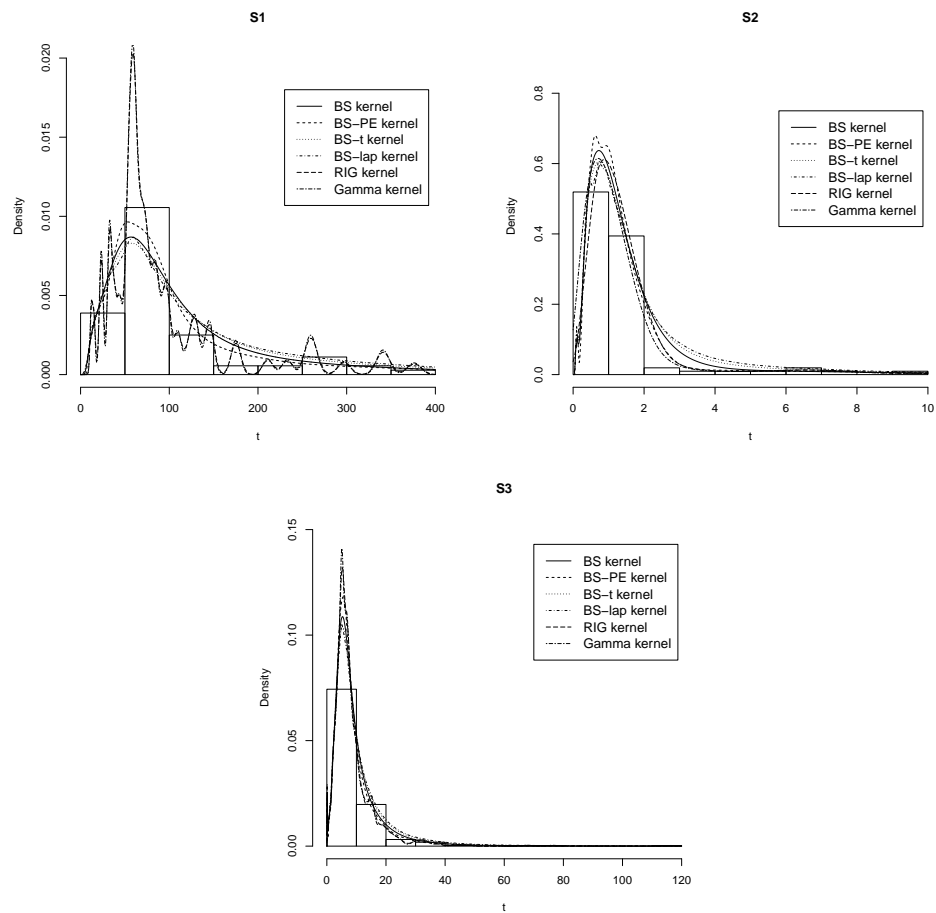 S1
Density
0.000
0.005
0.010
0.015
0.020
0
100
200
300
400
t
BS kernel
BS−PE kernel
BS−t kernel
BS−lap kernel
RIG kernel
Gamma kernel
S2
Density
0.0
0.2
0.4
0.6
0.8
0
2
4
6
8
10
t
BS kernel
BS−PE kernel
BS−t kernel
BS−lap kernel
RIG kernel
Gamma kernel
S3
Density
0.00
0.05
0.10
0.15
0
20
40
60
80
100
120
t
BS kernel
BS−PE kernel
BS−t kernel
BS−lap kernel
RIG kernel
Gamma kernel